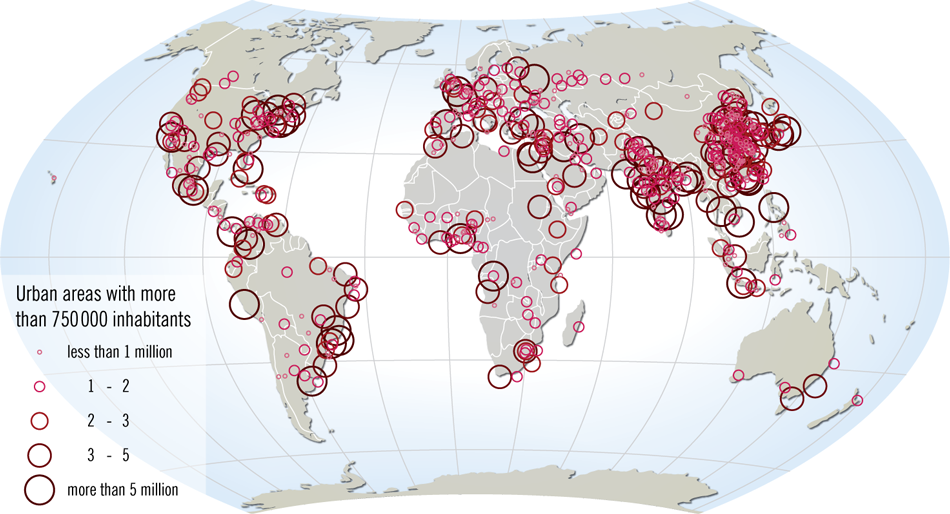 Urban areas with more
than 750 000 inhabitants
less than 1 million
1 - 2
2 - 3
3 - 5
more than 5 million